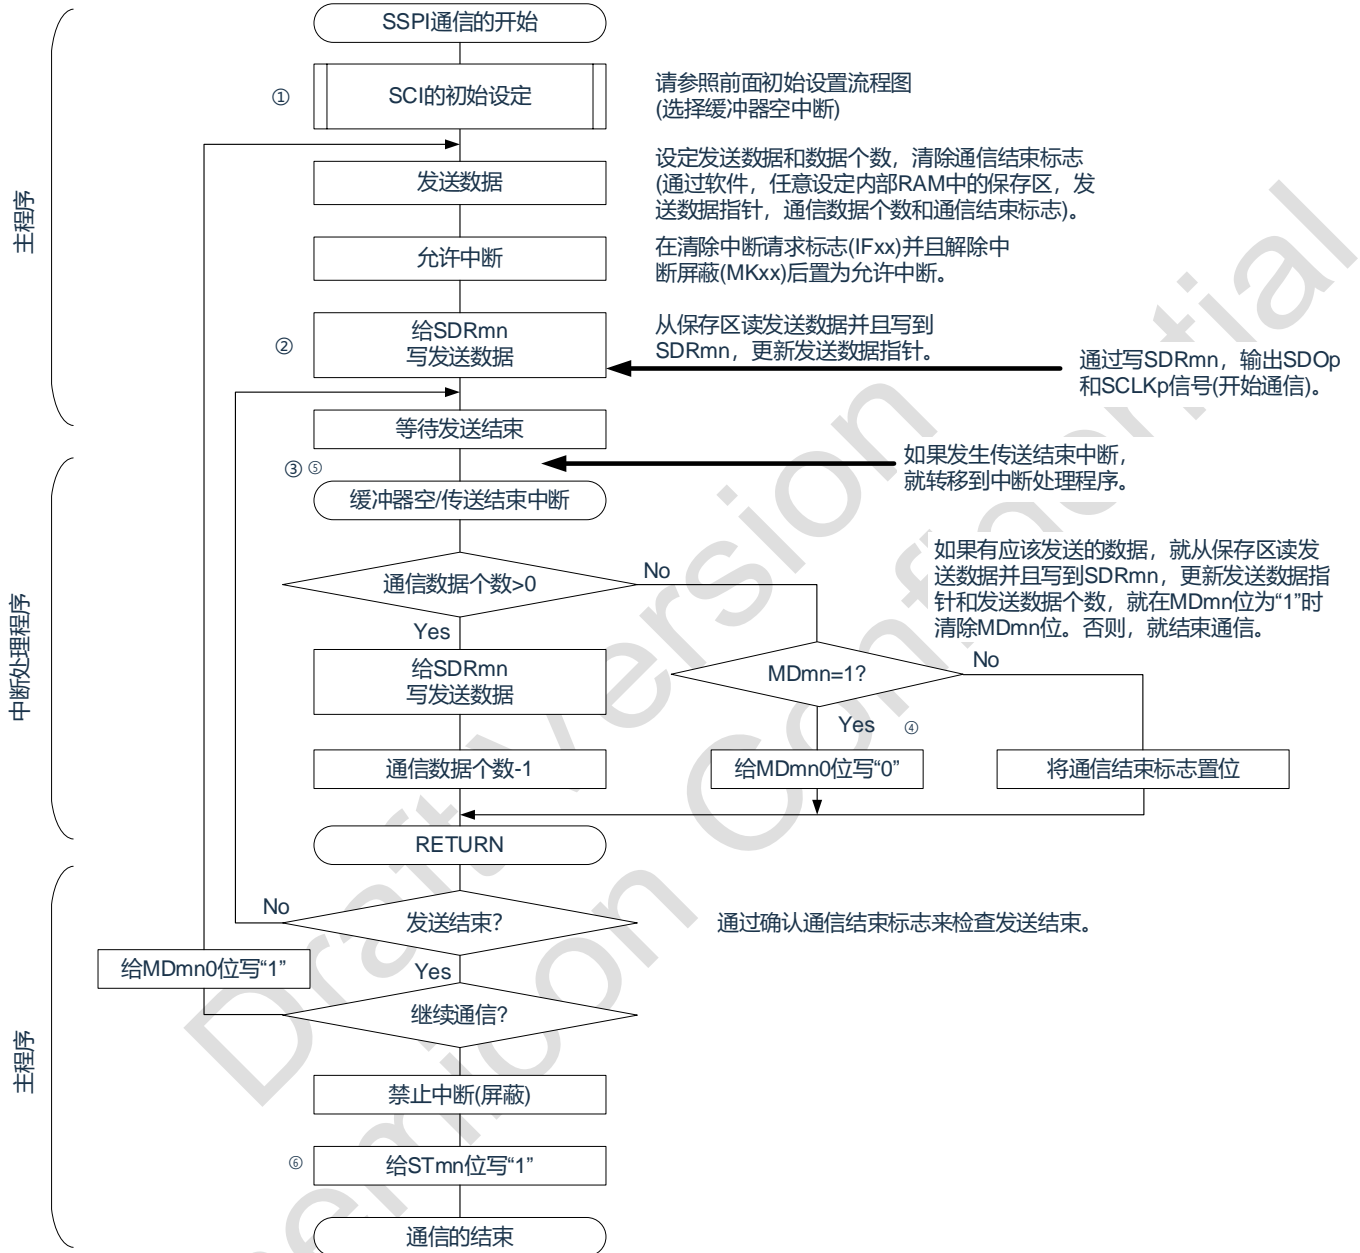 SSPI通信的开始
①
SCI的初始设定
请参照前面初始设置流程图
(选择缓冲器空中断)
主程序
发送数据
设定发送数据和数据个数，清除通信结束标志
(通过软件，任意设定内部RAM中的保存区，发
送数据指针，通信数据个数和通信结束标志)。
允许中断
在清除中断请求标志(IFxx)并且解除中
断屏蔽(MKxx)后置为允许中断。
②
给SDRmn
写发送数据
从保存区读发送数据并且写到
SDRmn，更新发送数据指针。
通过写SDRmn，输出SDOp
和SCLKp信号(开始通信)。
等待发送结束
③ ⑤
如果发生传送结束中断，
就转移到中断处理程序。
缓冲器空/传送结束中断
中断处理程序
通信数据个数>0
No
如果有应该发送的数据，就从保存区读发
送数据并且写到SDRmn，更新发送数据指
针和发送数据个数，就在MDmn位为“1”时
清除MDmn位。否则，就结束通信。
Yes
给SDRmn
写发送数据
MDmn=1?
No
Yes
④
通信数据个数-1
给MDmn0位写“0”
将通信结束标志置位
RETURN
No
发送结束?
通过确认通信结束标志来检查发送结束。
给MDmn0位写“1”
Yes
继续通信?
主程序
禁止中断(屏蔽)
⑥
给STmn位写“1”
通信的结束
Draft Version
emicon Confidential